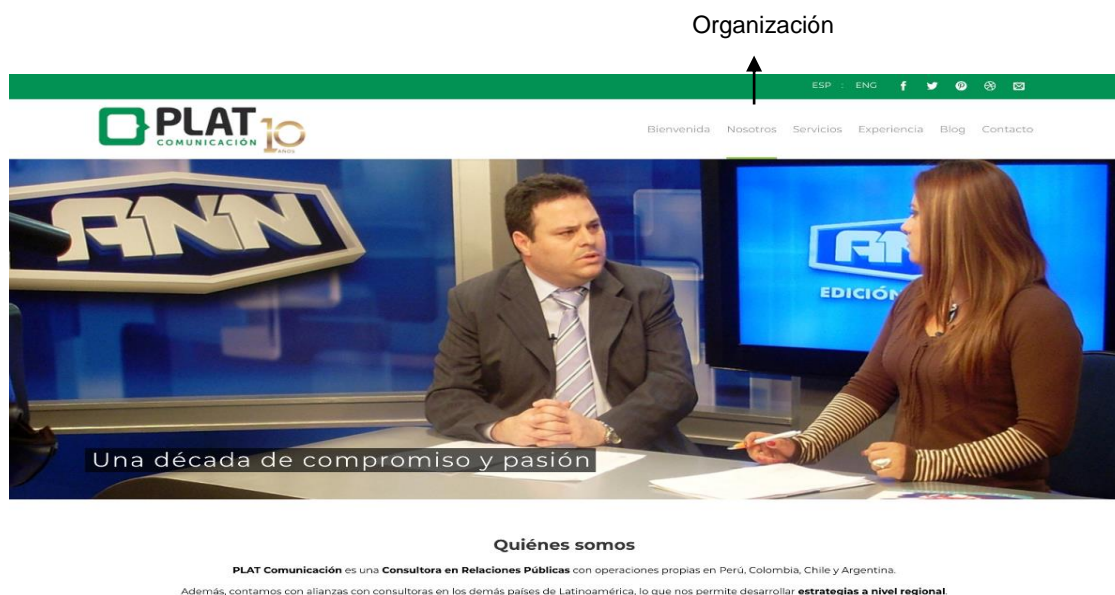 Organización
ESP : ENG
PLAT 10
COMUNICACIÓN AÑOS
Bienvenida Nosotros Servicios Experiencia Blog Contacto
ANN
EDICIÓN
Una década de compromiso y pasión
Quiénes somos
PLAT Comunicación es una Consultora en Relaciones Públicas con operaciones propias en Perú, Colombia, Chile y Argentina.
Además, contamos con alianzas con consultoras en los demás países de Latinoamérica, lo que nos permite desarrollar estrategias a nivel regional.